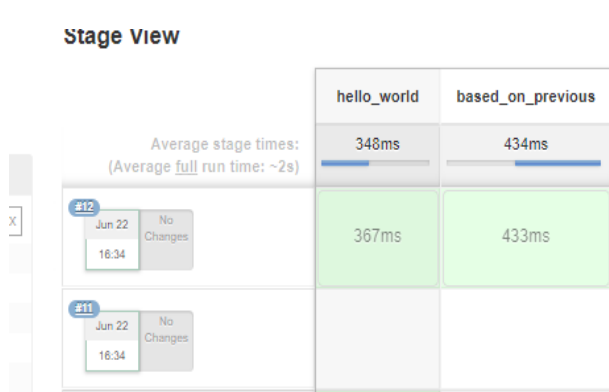 Stage View
hello_world
based_on_previous
Average stage times:
348ms
434ms
(Average full run time: ~2s)
#12
Jun 22
No
Changes
16:34
367ms
433ms
#11
Jun 22
No
Changes
16:34
x